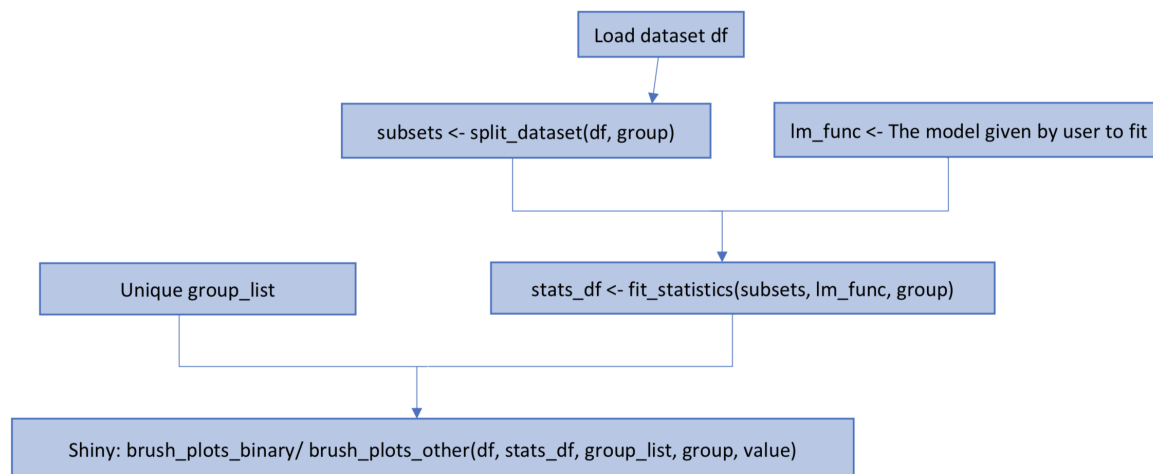 Load dataset df
subsets <- split_dataset(df, group)
lm_func <- The model given by user to fit
Unique group_list
stats_df <- fit_statistics(subsets, lm_func, group)
Shiny: brush_plots_binary/ brush_plots_other(df, stats_df, group_list, group, value)